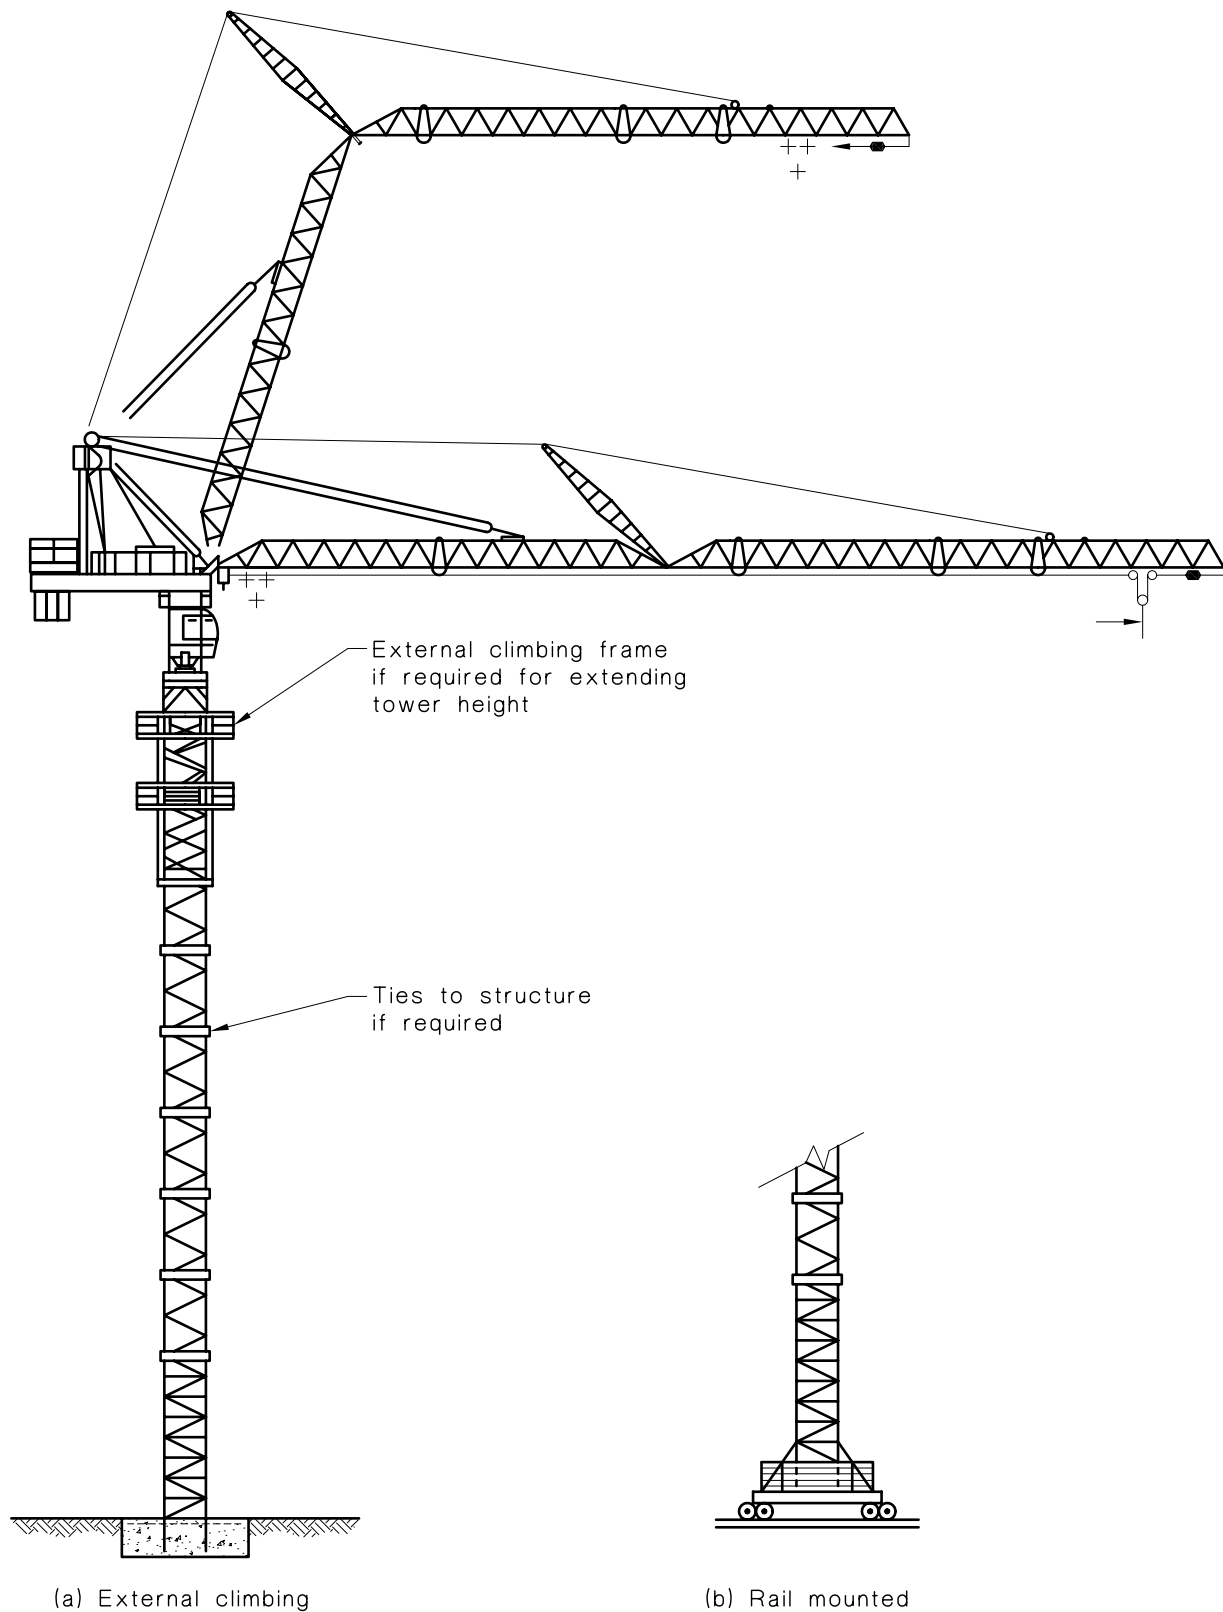 External climbing frame
if required for extending
tower height
Ties to structure
if required
(a) External climbing
(b) Rail mounted